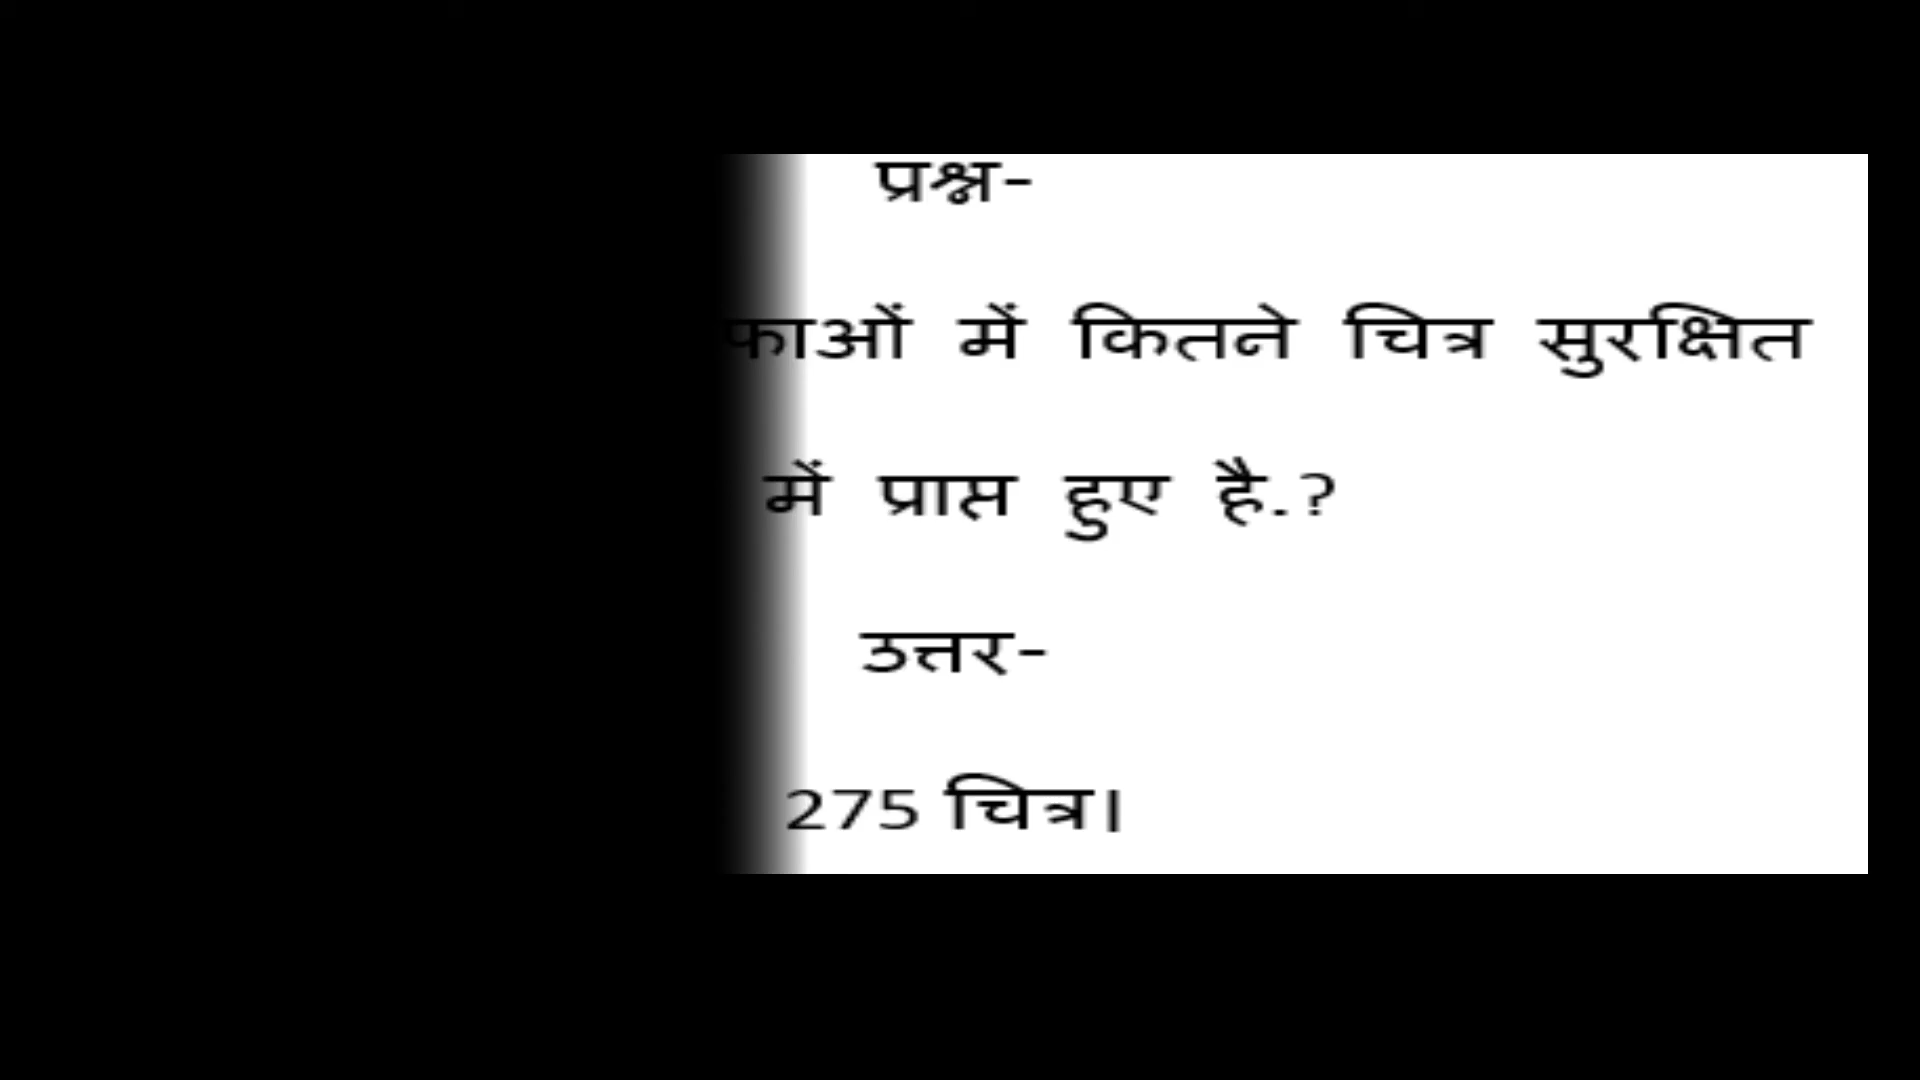 प्रश्न-
फाओं में कितने चित्र सुरक्षित
में प्राप्त हुए है.?
उत्तर-
275 चित्र।